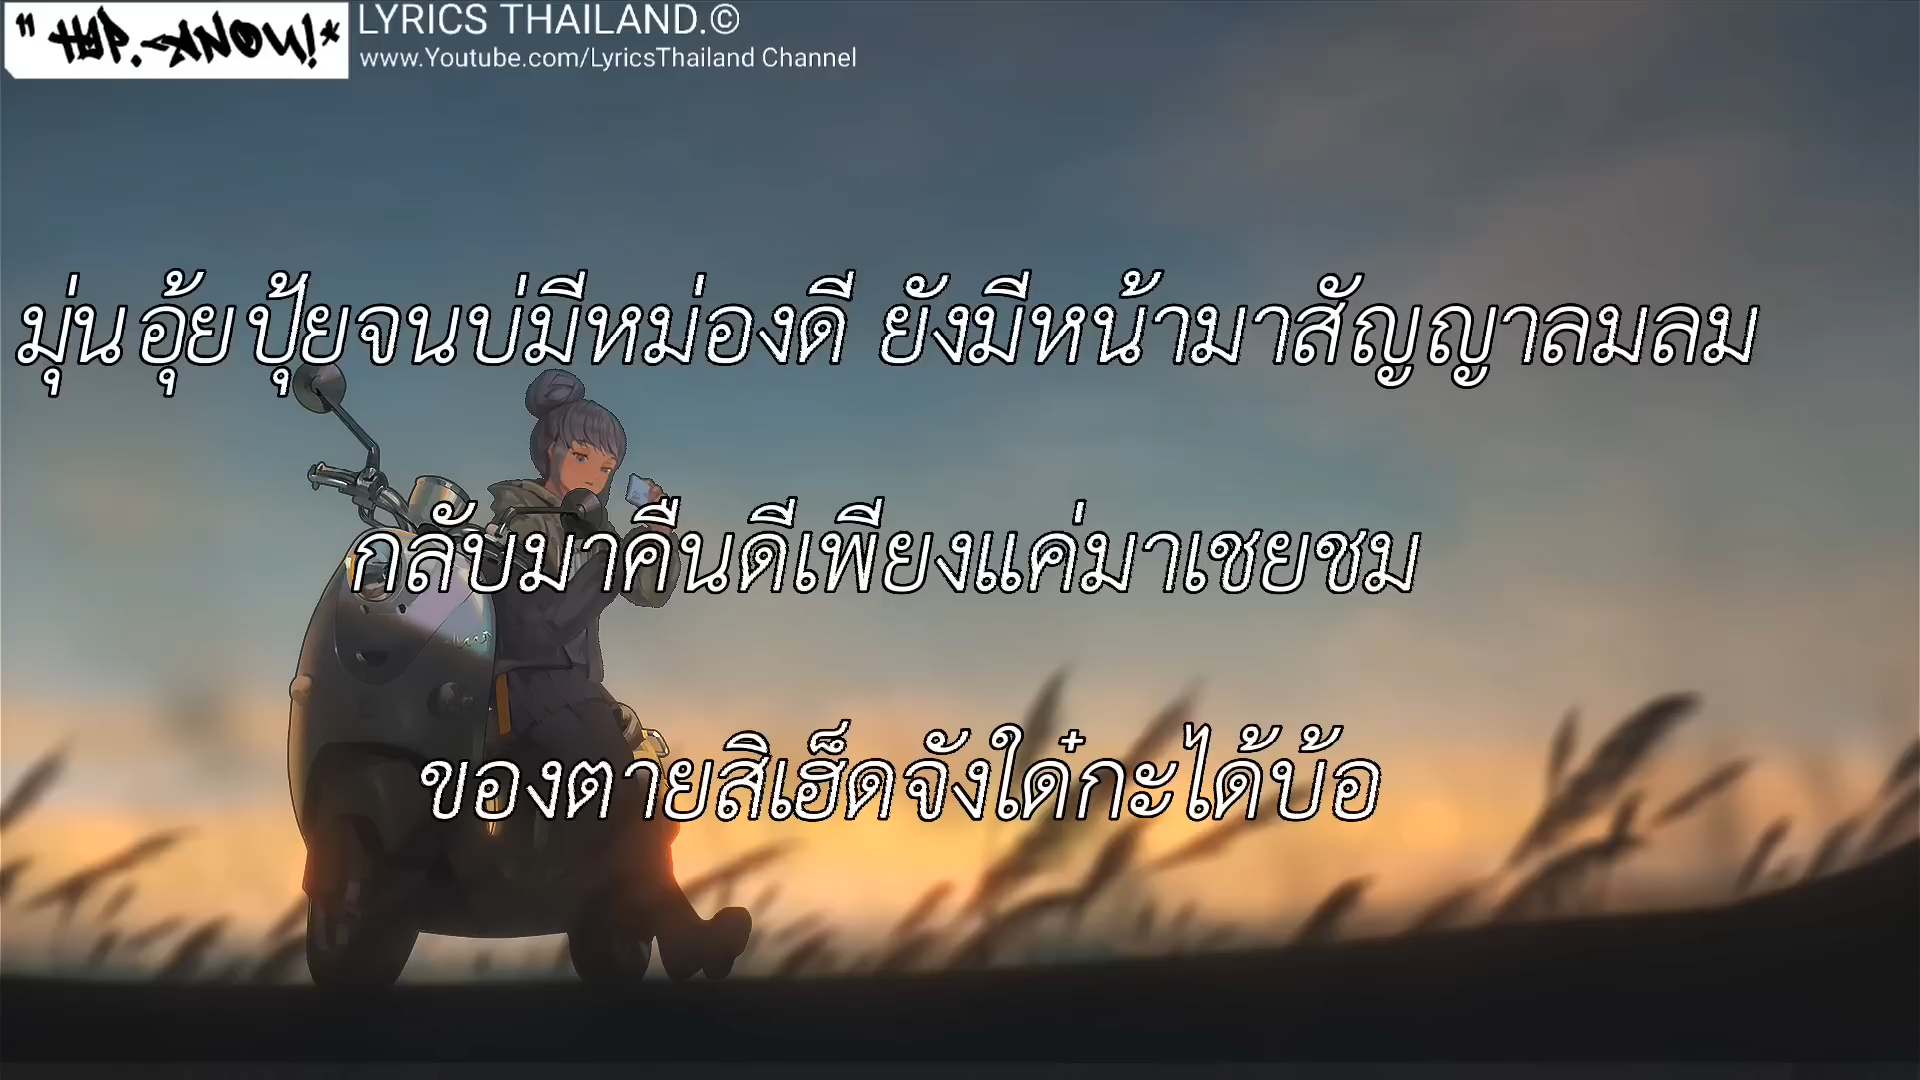 " HAP.-KNOW!*
LYRICS THAILAND.©
www.Youtube.com/LyricsThailand Channel
มุ่นอุ้ยปุ้ยจนบ่มีหม่องดี ยังมีหน้ามาสัญญาลมลม
กลับมาคืนดีเพียงแค่มาเชยชม
ของตายสิเฮ็ดจังใด๋กะได้บ้อ